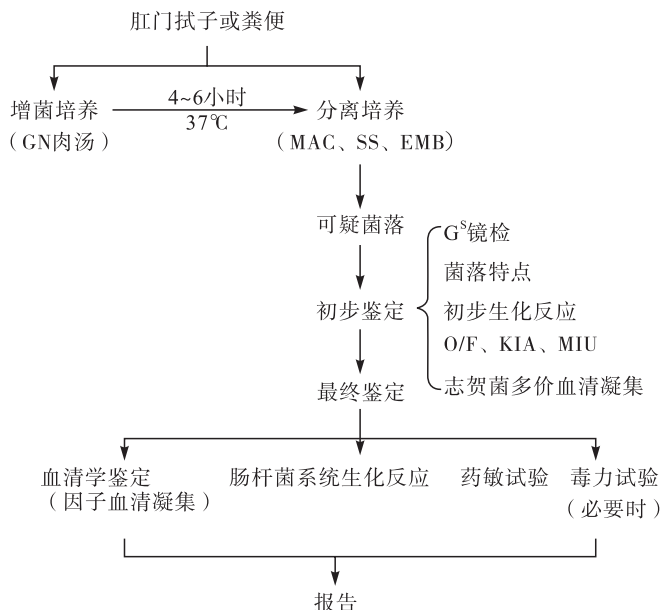 肛门拭子或粪便
增菌培养
（GN肉汤）
4~6小时
37℃
分离培养
（MAC、SS、EMB）
可疑菌落
初步鉴定
G^S镜检
菌落特点
初步生化反应
O/F、KIA、MIU
志贺菌多价血清凝集
最终鉴定
血清学鉴定
（因子血清凝集）
肠杆菌系统生化反应
药敏试验
毒力试验
（必要时）
报告